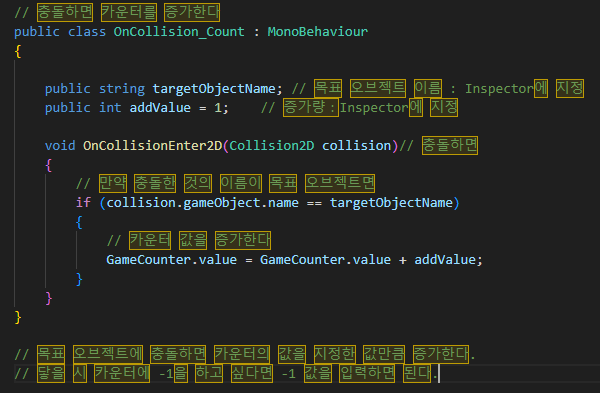 // 충돌하면 카운터를 증가한다
public class OnCollision_Count : MonoBehaviour
{
public string targetObjectName; // 목표 오브젝트 이름 : Inspector에 지정
public int addValue = 1; // 증가량 : Inspector에 지정
void OnCollisionEnter2D(Collision2D collision)// 충돌하면
{
// 만약 충돌한 것의 이름이 목표 오브젝트면
if (collision.gameObject.name == targetObjectName)
{
// 카운터 값을 증가한다
GameCounter.value = GameCounter.value + addValue;
}
}
}
// 목표 오브젝트에 충돌하면 카운터의 값을 지정한 값만큼 증가한다.
// 닿을 시 카운터에 -1을 하고 싶다면 -1 값을 입력하면 된다.